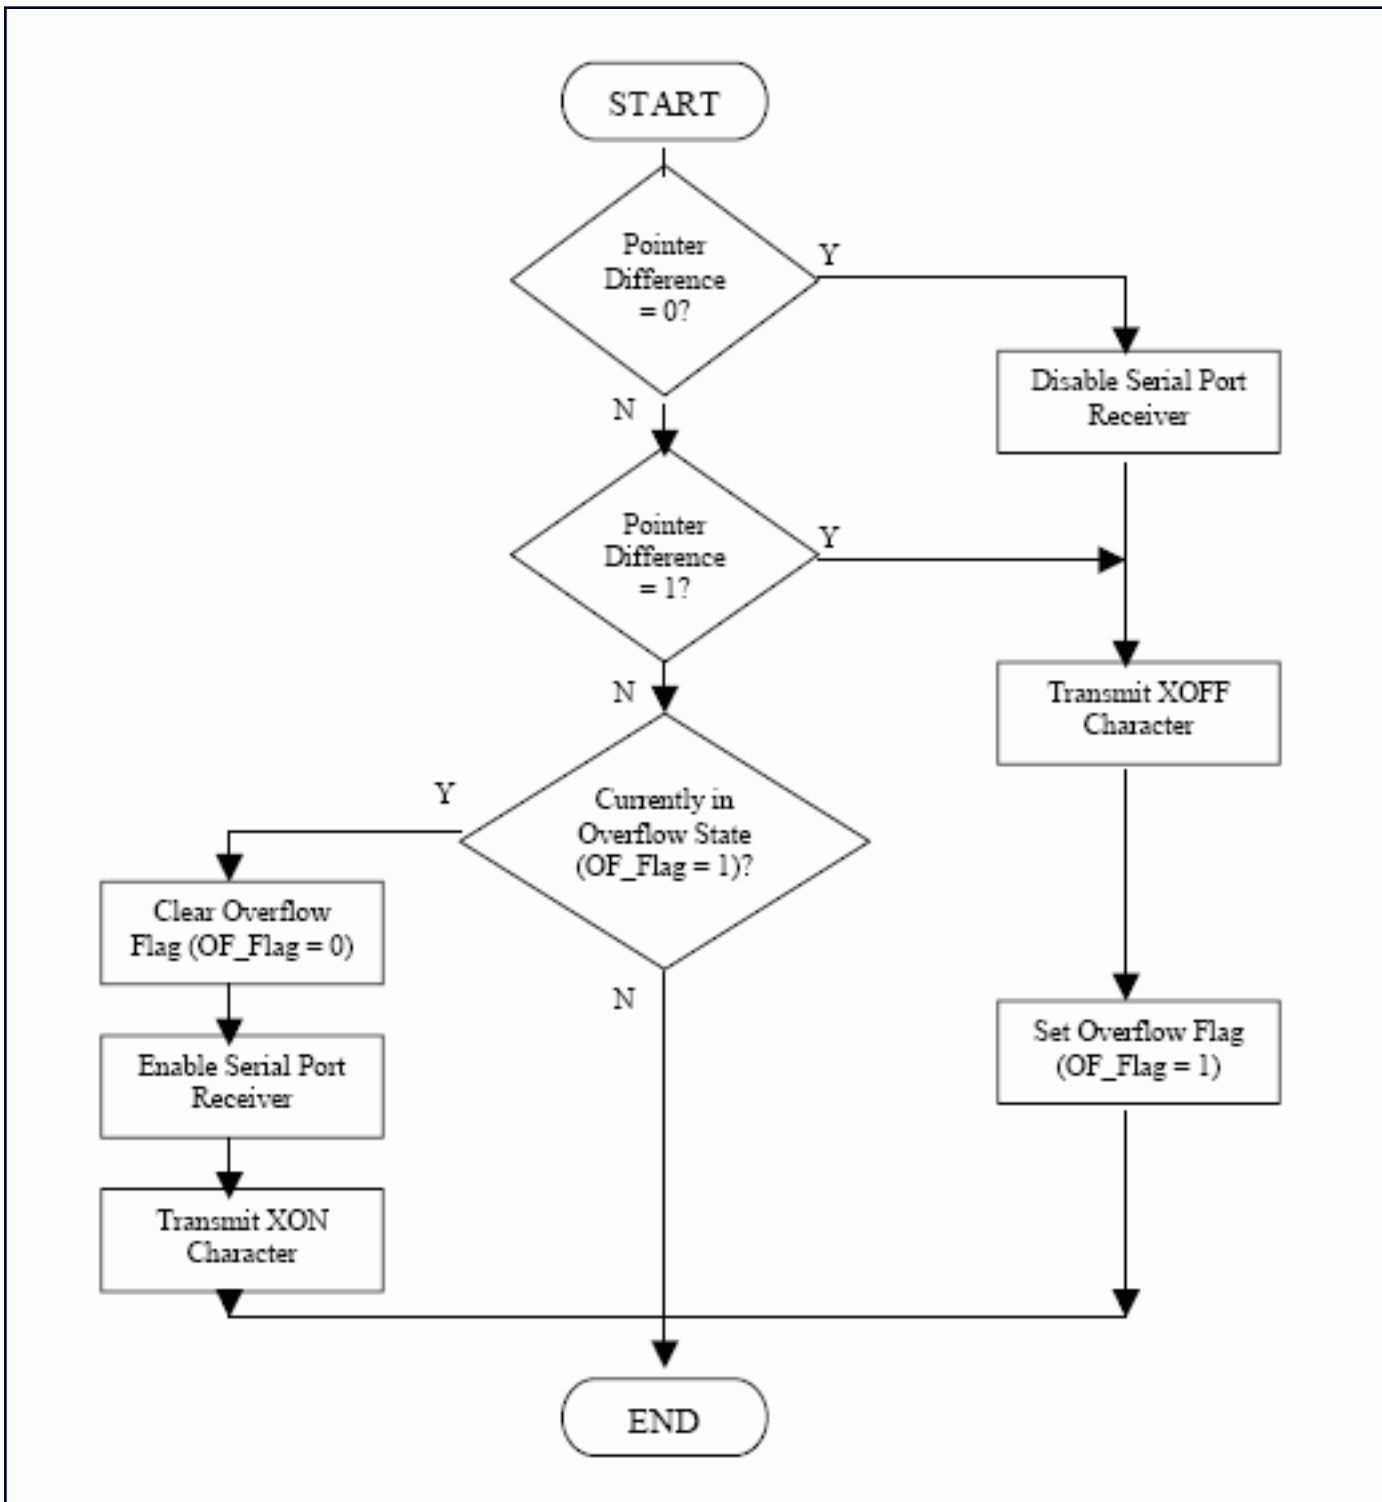 START
Pointer
Difference
= 0?
Y
Disable Serial Port
Receiver
N
Pointer
Difference
= 1?
Y
Transmit XOFF
Character
N
Currently in
Overflow State
(OF_Flag = 1)?
Y
Clear Overflow
Flag (OF_Flag = 0)
N
Set Overflow Flag
(OF_Flag = 1)
Enable Serial Port
Receiver
Transmit XON
Character
END